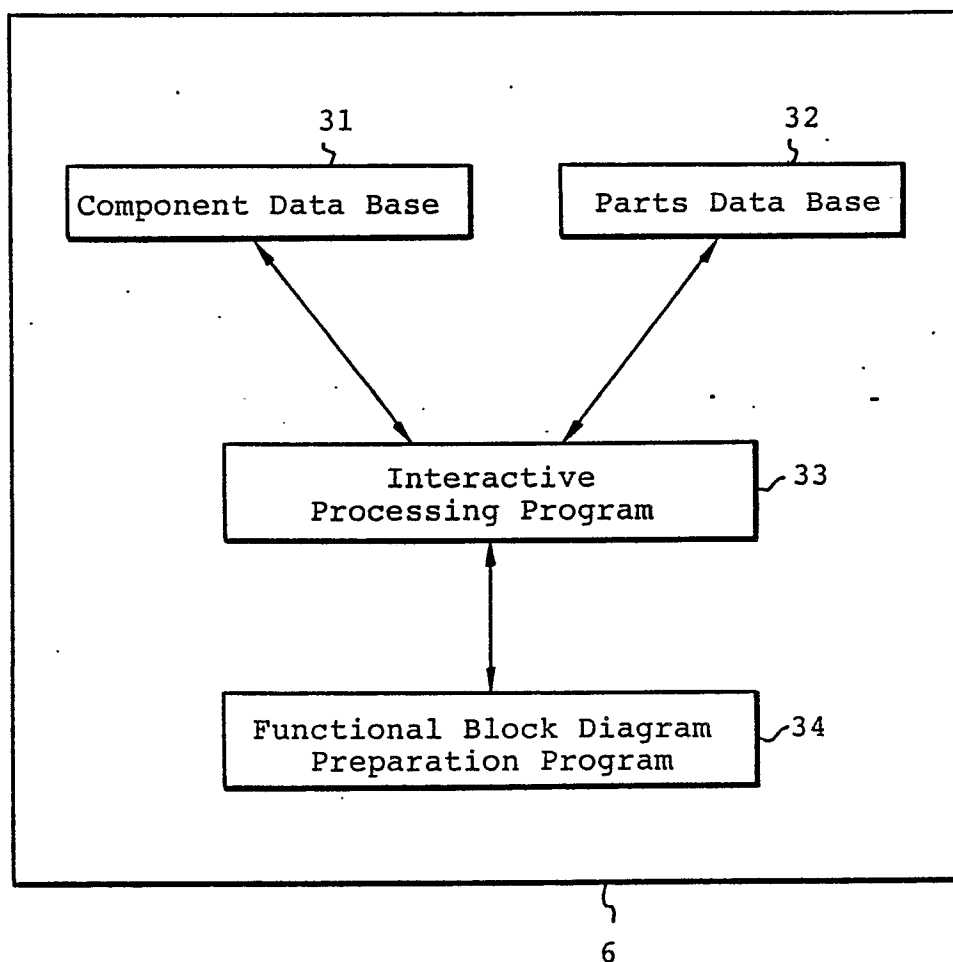 31
32
Component Data Base
Parts Data Base
Interactive
Processing Program
33
Functional Block Diagram
Preparation Program
34
6